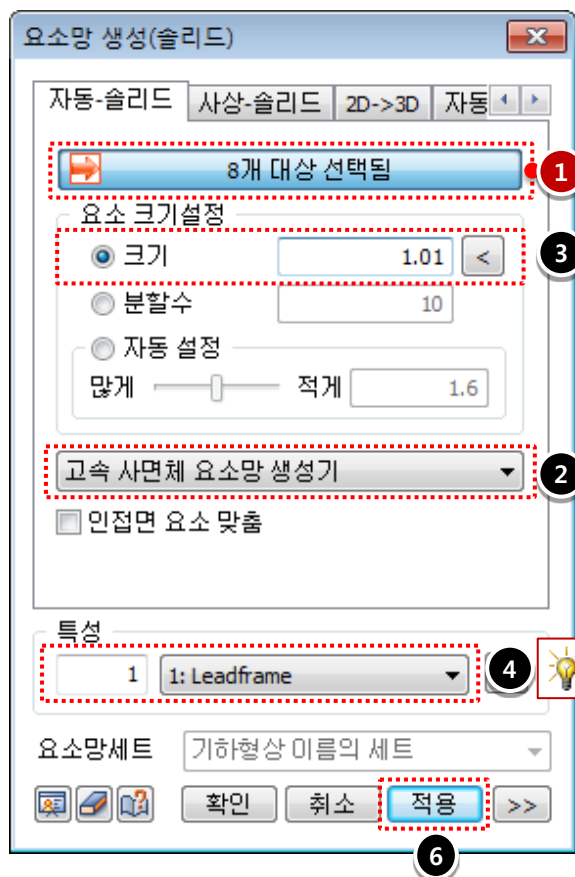 요소망 생성(솔리드)
자동-솔리드 사상-솔리드 2D->3D 자동
8개 대상 선택됨 1
요소 크기설정
크기 1.01 < 3
분할수 10
자동 설정
많게 적게 1.6
고속 사면체 요소망 생성기 2
인접면 요소 맞춤
특성
1 1: Leadframe 4
요소망세트 기하형상 이름의 세트
확인 취소 적용 >>
6